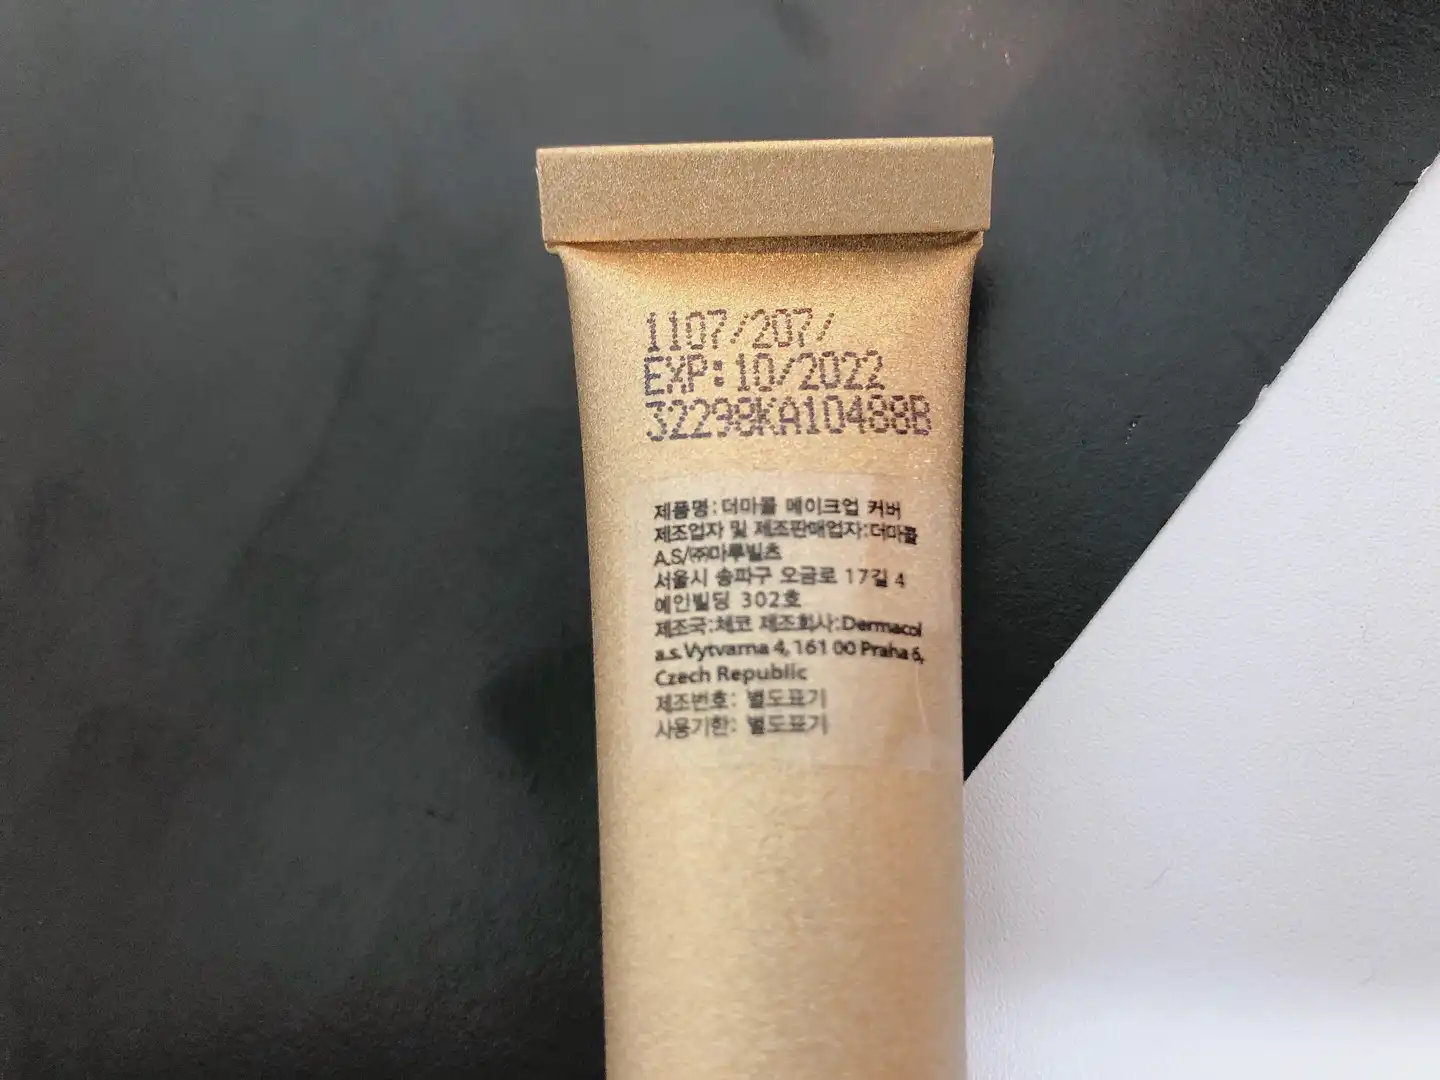 1107/207/
EXP:10/2022
32298KA10488B
제품명:더마콜 메이크업 커버
제조업자 및 제조판매업자:더마콜
A.S/㈜마루빌츠
서울시 송파구 오금로 17길 4
예인빌딩 302호
제조국:체코 제조회사:Dermacol
a.s. Vytvarna 4, 161 00 Praha 6,
Czech Republic
제조번호: 별도표기
사용기한: 별도표기